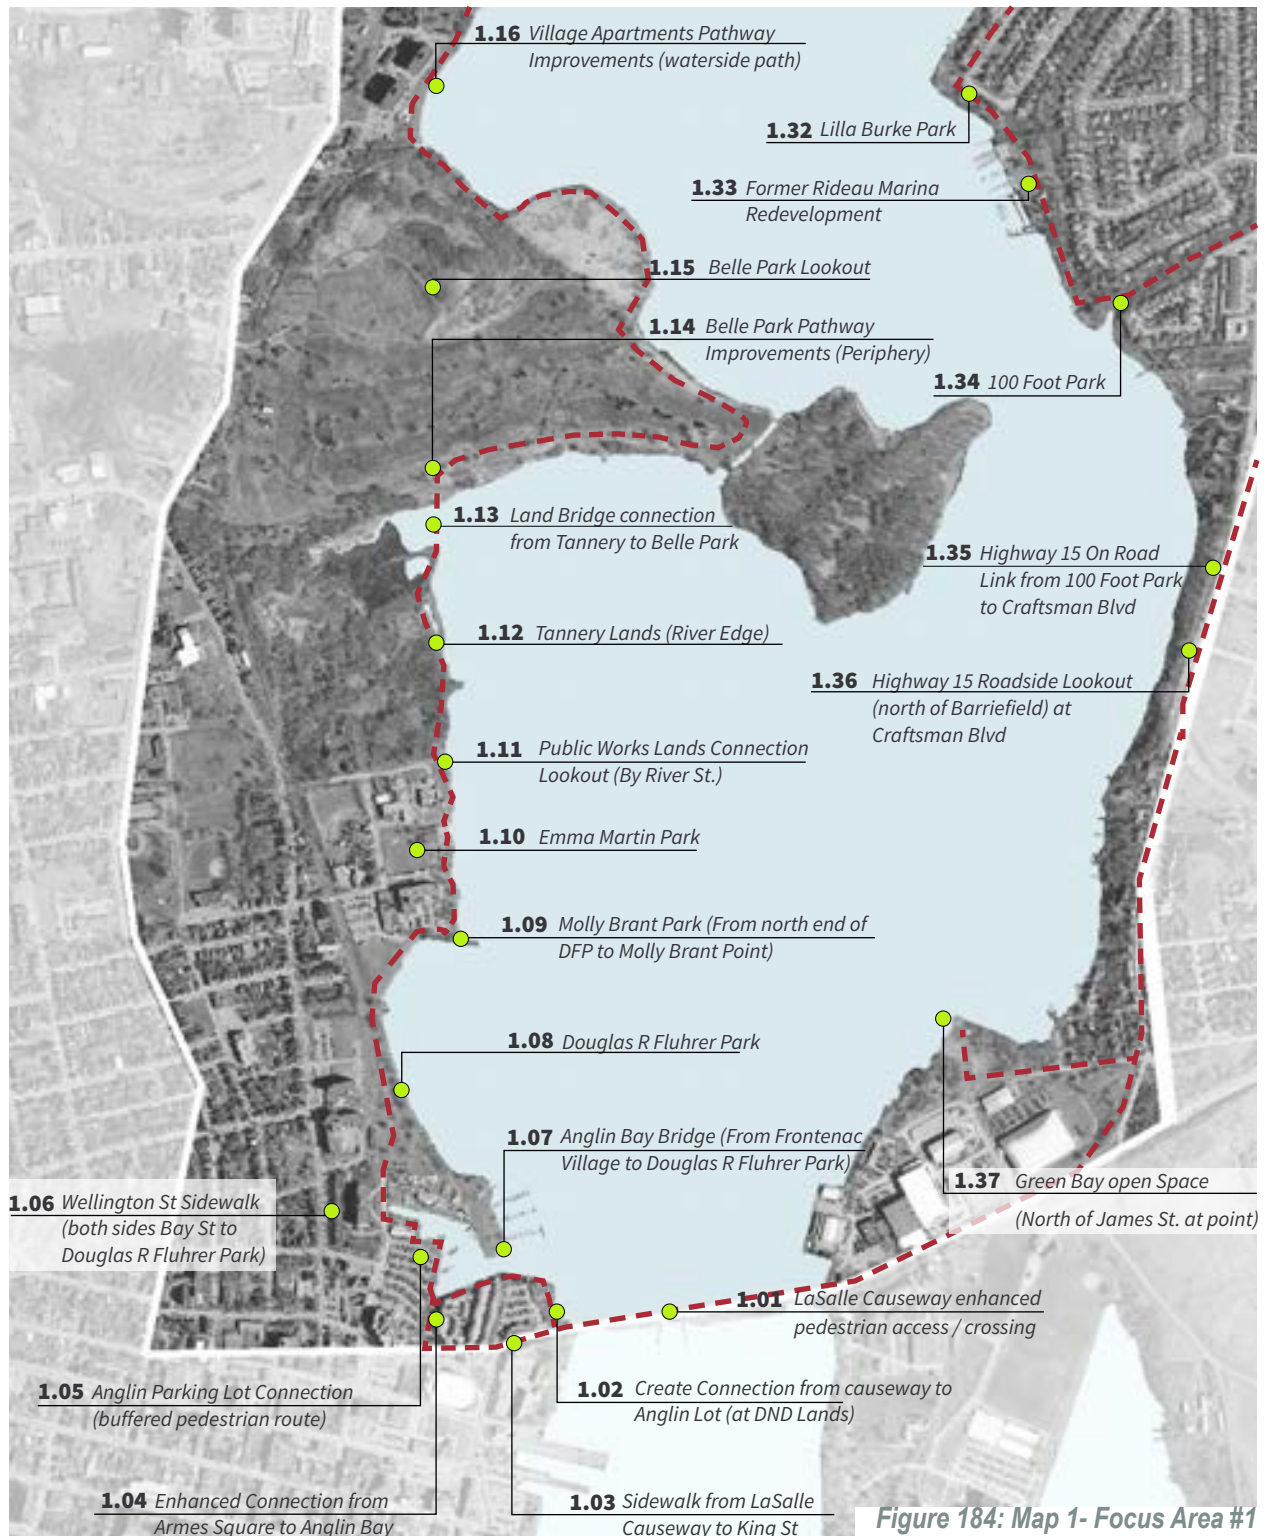 1.16 Village Apartments Pathway
Improvements (waterside path)
1.32 Lilla Burke Park
1.33 Former Rideau Marina
Redevelopment
1.15 Belle Park Lookout
1.14 Belle Park Pathway
Improvements (Periphery)
1.34 100 Foot Park
1.13 Land Bridge connection
from Tannery to Belle Park
1.35 Highway 15 On Road
Link from 100 Foot Park
to Craftsman Blvd
1.12 Tannery Lands (River Edge)
1.36 Highway 15 Roadside Lookout
(north of Barriefield) at
Craftsman Blvd
1.11 Public Works Lands Connection
Lookout (By River St.)
1.10 Emma Martin Park
1.09 Molly Brant Park (From north end of
DFP to Molly Brant Point)
1.08 Douglas R Fluhrer Park
1.07 Anglin Bay Bridge (From Frontenac
Village to Douglas R Fluhrer Park)
1.37 Green Bay open Space
(North of James St. at point)
1.06 Wellington St Sidewalk
(both sides Bay St to
Douglas R Fluhrer Park)
1.01 LaSalle Causeway enhanced
pedestrian access / crossing
1.05 Anglin Parking Lot Connection
(buffered pedestrian route)
1.02 Create Connection from causeway to
Anglin Lot (at DND Lands)
1.04 Enhanced Connection from
Armes Square to Anglin Bay
1.03 Sidewalk from LaSalle
Causeway to King St
Figure 184: Map 1- Focus Area #1